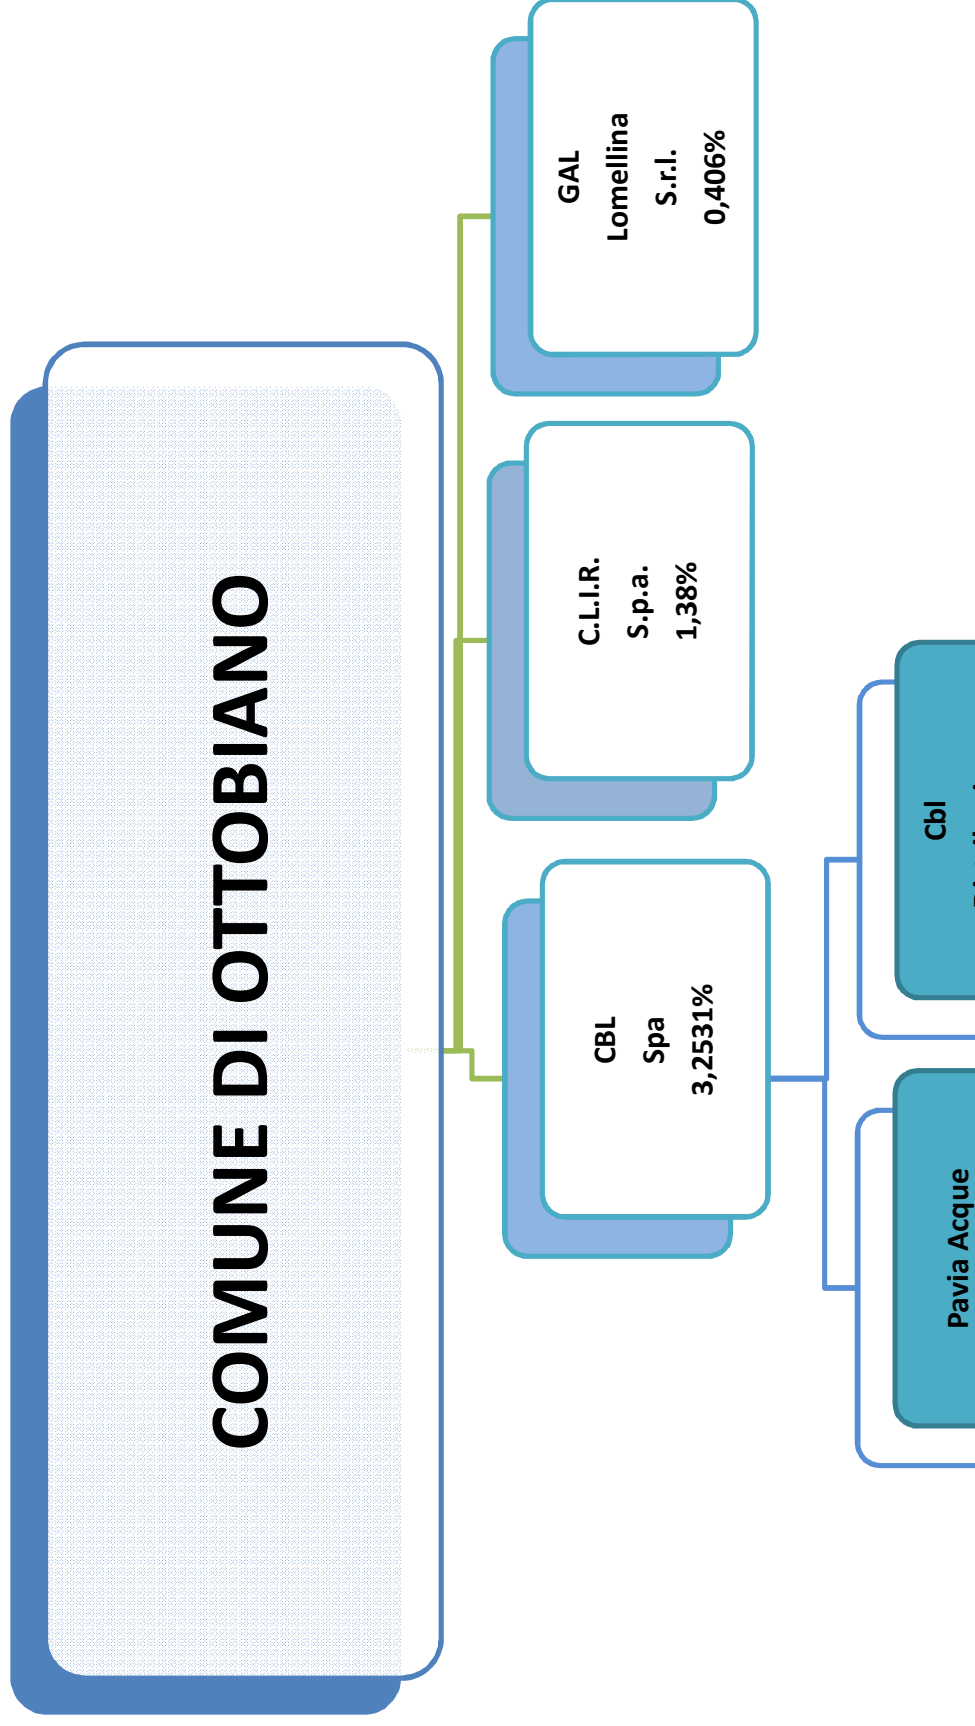 COMUNE DI OTTOBIANO
CBL
Spa
3,2531%
C.L.I.R.
S.p.a.
1,38%
GAL
Lomellina
S.r.l.
0,406%
Pavia Acque
Cbl